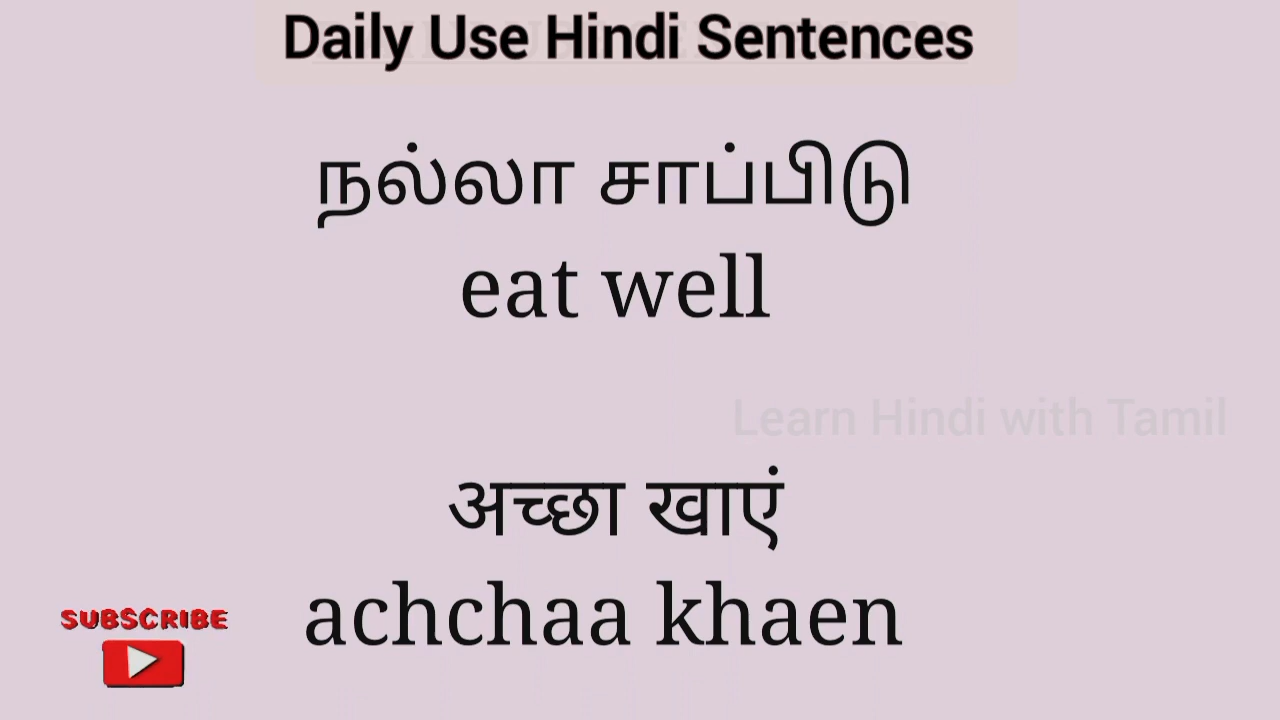 Daily Use Hindi Sentences
நல்லா சாப்பிடு
eat well
Learn Hindi with Tamil
अच्छा खाएं
achchaa khaen
SUBSCRIBE